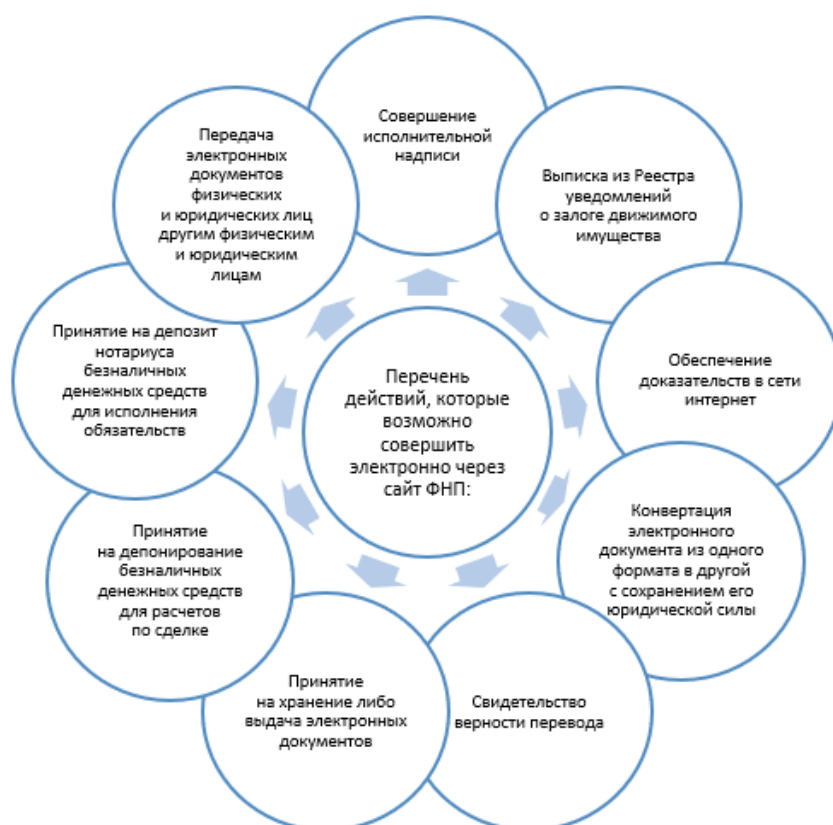 Совершение
исполнительной
надписи
Выписка из Реестра
уведомлений
о залоге движимого
имущества
Обеспечение
доказательств в сети
интернет
Конвертация
электронного
документа из одного
формата в другой
с сохранением его
юридической силы
Свидетельство
верности перевода
Принятие
на хранение либо
выдача электронных
документов
Принятие
на депонирование
безналичных
денежных средств
для расчетов
по сделке
Принятие на депозит
нотариуса
безналичных
денежных средств
для исполнения
обязательств
Передача
электронных
документов
физических
и юридических лиц
другим физическим
и юридическим
лицам
Перечень
действий, которые
возможно
совершить
электронно через
сайт ФНП: